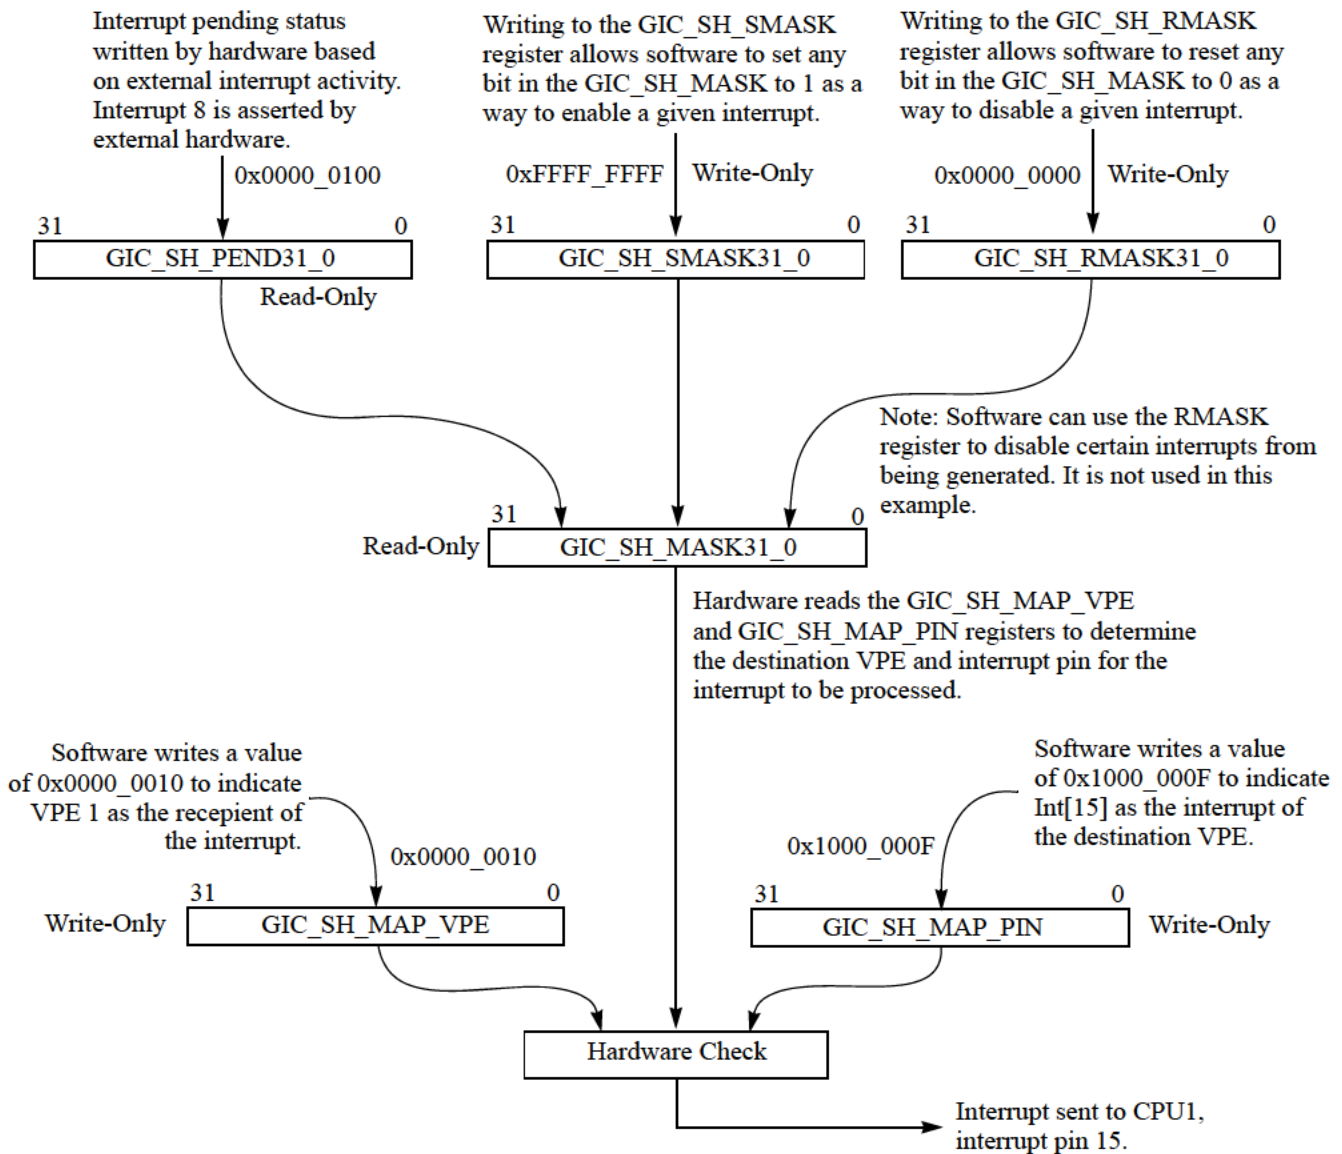 Interrupt pending status
written by hardware based
on external interrupt activity.
Interrupt 8 is asserted by
external hardware.
Writing to the GIC_SH_SMASK
register allows software to set any
bit in the GIC_SH_MASK to 1 as a
way to enable a given interrupt.
Writing to the GIC_SH_RMASK
register allows software to reset any
bit in the GIC_SH_MASK to 0 as a
way to disable a given interrupt.
0x0000_0100
0xFFFF_FFFF
Write-Only
0x0000_0000
Write-Only
31
0
31
0
31
0
GIC_SH_PEND31_0
GIC_SH_SMASK31_0
GIC_SH_RMASK31_0
Read-Only
Note: Software can use the RMASK
register to disable certain interrupts from
being generated. It is not used in this
example.
31
0
Read-Only
GIC_SH_MASK31_0
Hardware reads the GIC_SH_MAP_VPE
and GIC_SH_MAP_PIN registers to determine
the destination VPE and interrupt pin for the
interrupt to be processed.
Software writes a value
of 0x0000_0010 to indicate
VPE 1 as the recepient of
the interrupt.
Software writes a value
of 0x1000_000F to indicate
Int[15] as the interrupt of
the destination VPE.
0x0000_0010
0x1000_000F
31
0
31
0
Write-Only
GIC_SH_MAP_VPE
GIC_SH_MAP_PIN
Write-Only
Hardware Check
Interrupt sent to CPU1,
interrupt pin 15.